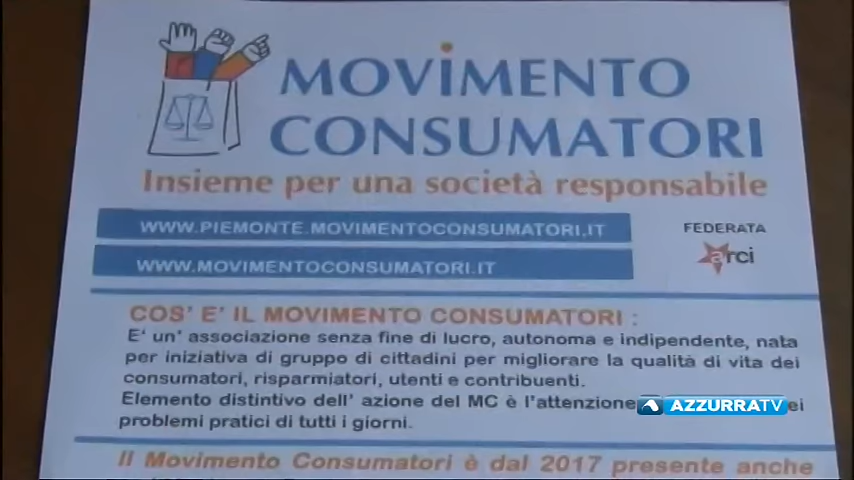 MOVIMENTO
CONSUMATORI
Insieme per una società responsabile
WWW.PIEMONTE.MOVIMENTOCONSUMATORI.IT
FEDERATA
arci
WWW.MOVIMENTOCONSUMATORI.IT
COS' E' IL MOVIMENTO CONSUMATORI :
E' un' associazione senza fine di lucro, autonoma e indipendente, nata
per iniziativa di gruppo di cittadini per migliorare la qualità di vita dei
consumatori, risparmiatori, utenti e contribuenti.
Elemento distintivo dell' azione del MC è l'attenzione ei
AZZURRATV
problemi pratici di tutti i giorni.
Il Movimento Consumatori è dal 2017 presente anche